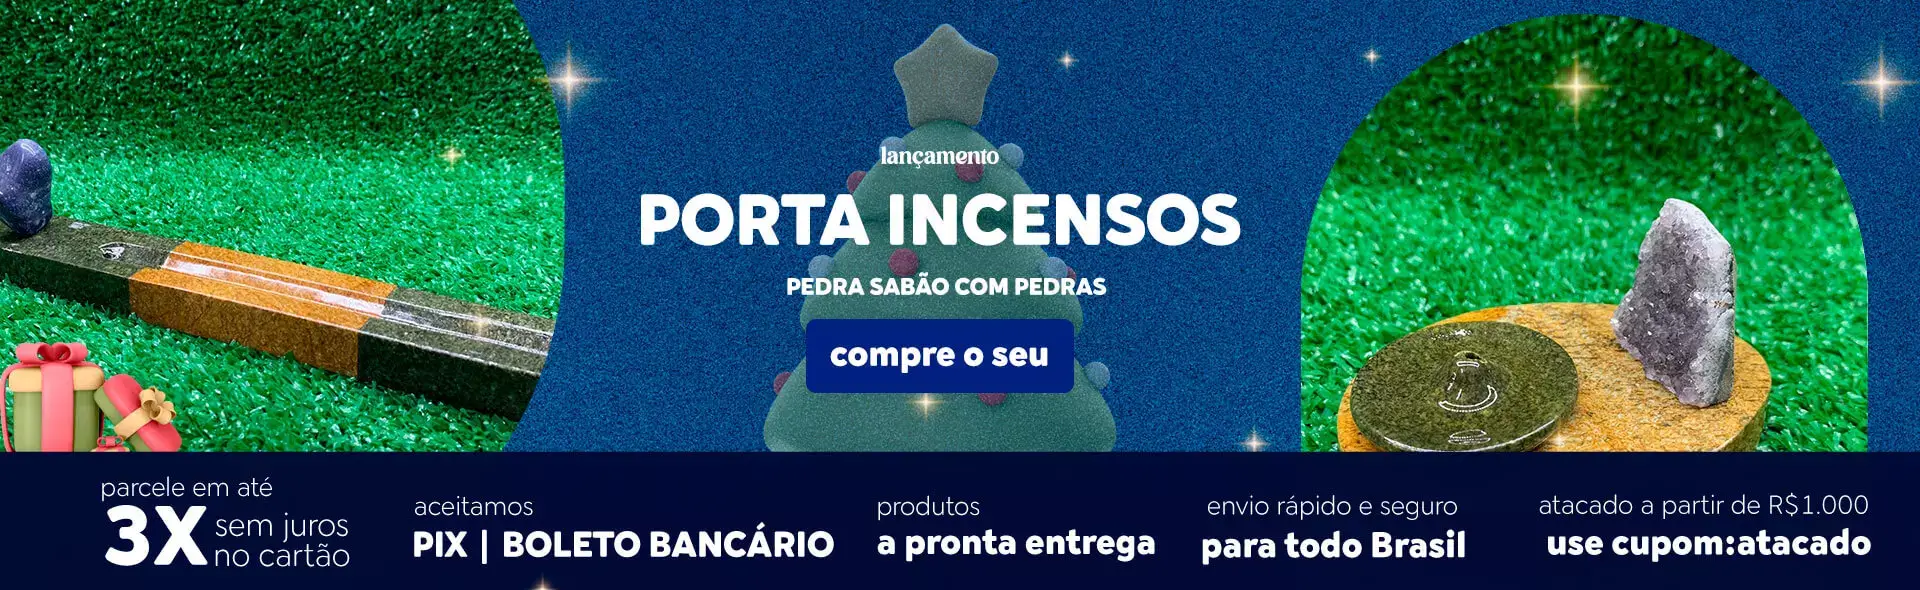 lançamento
PORTA INCENSOS
PEDRA SABÃO COM PEDRAS
compre o seu
parcele em até
3X sem juros
no cartão
aceitamos
PIX | BOLETO BANCÁRIO
produtos
a pronta entrega
envio rápido e seguro
para todo Brasil
atacado a partir de R$1.000
use cupom:atacado